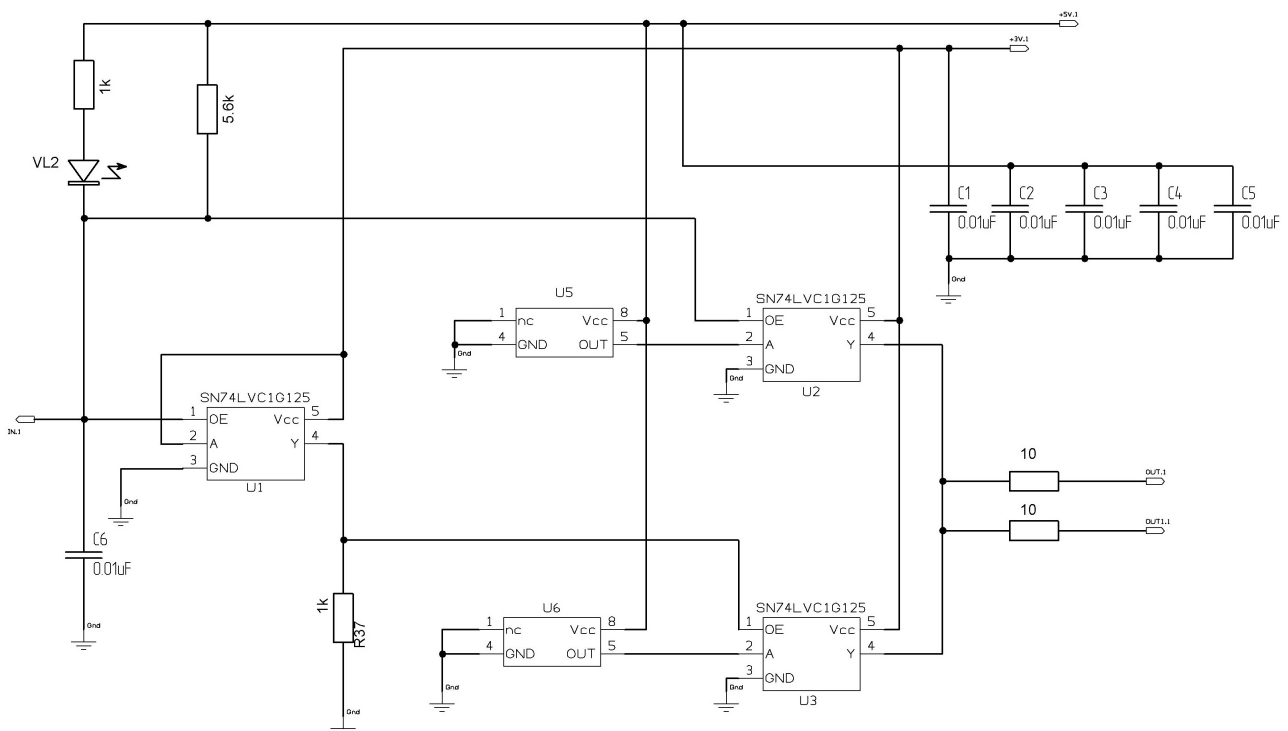 +5V.1
+3V.1
1k
5.6k
VL2
C1
0.01uF
C2
0.01uF
C3
0.01uF
C4
0.01uF
C5
0.01uF
Gnd
U5
1 nc Vcc 8
4 GND OUT 5
Gnd
SN74LVC1G125
1 OE Vcc 5
2 A Y 4
3 GND
Gnd
U2
SN74LVC1G125
1 OE Vcc 5
2 A Y 4
3 GND
U1
Gnd
IN.1
10
OUT.1
10
OUT1.1
C6
0.01uF
Gnd
1k
R37
Gnd
U6
1 nc Vcc 8
4 GND OUT 5
Gnd
SN74LVC1G125
1 OE Vcc 5
2 A Y 4
3 GND
Gnd
U3